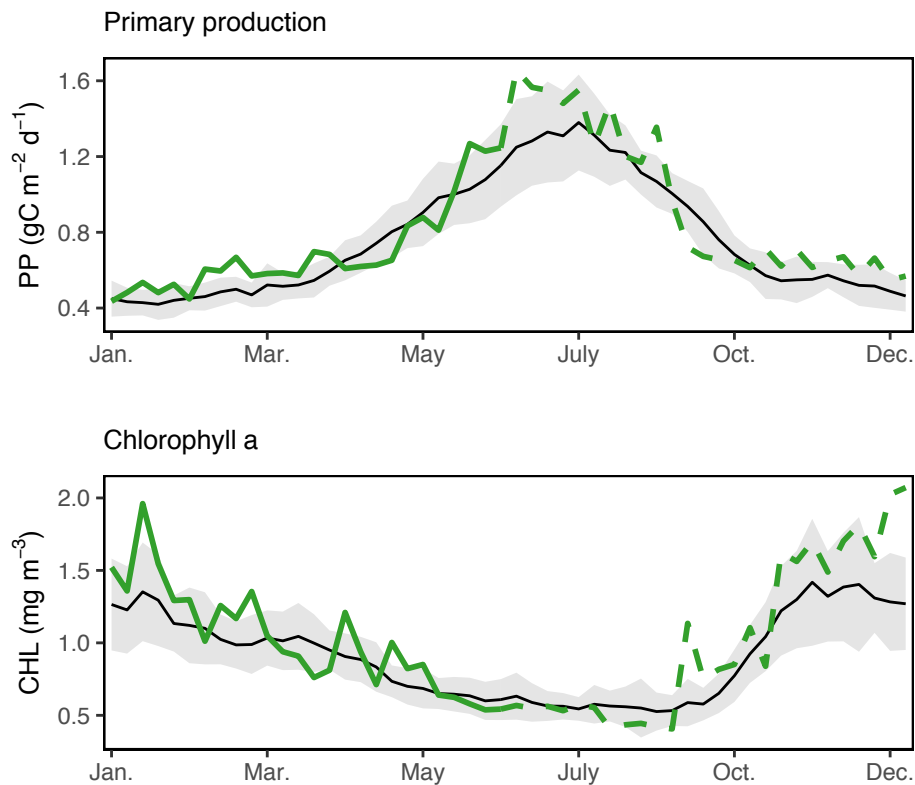 Primary production
PP (gC m⁻² d⁻¹)
1.6
1.2
0.8
0.4
Jan. Mar. May July Oct. Dec.
Chlorophyll a
CHL (mg m⁻³)
2.0
1.5
1.0
0.5
Jan. Mar. May July Oct. Dec.